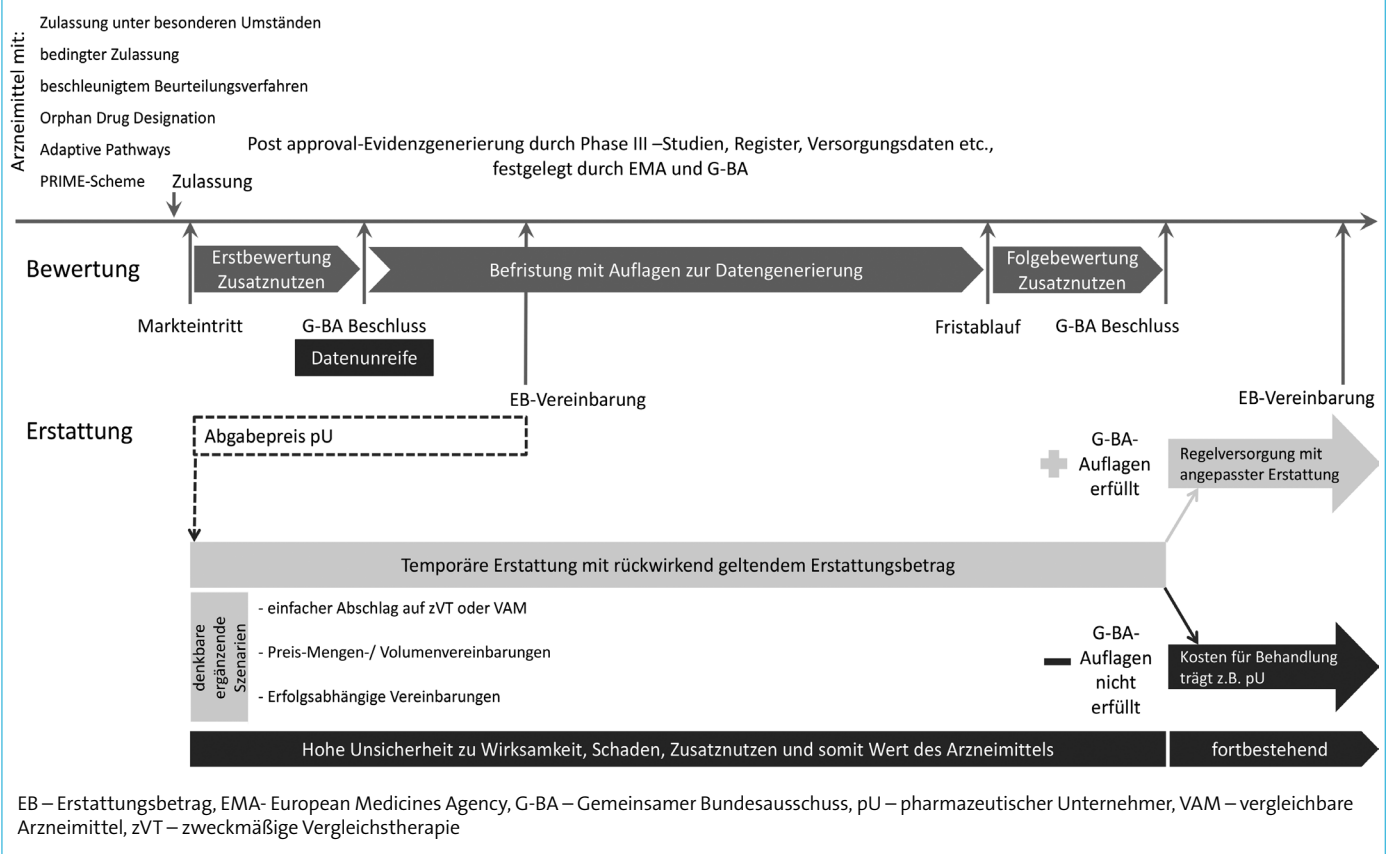 Arzneimittel mit:
Zulassung unter besonderen Umständen
bedingter Zulassung
beschleunigtem Beurteilungsverfahren
Orphan Drug Designation
Adaptive Pathways
PRIME-Scheme
Zulassung
Post approval-Evidenzgenerierung durch Phase III –Studien, Register, Versorgungsdaten etc.,
festgelegt durch EMA und G-BA
Bewertung
Erstbewertung
Zusatznutzen
Befristung mit Auflagen zur Datengenerierung
Folgebewertung
Zusatznutzen
Markteintritt
G-BA Beschluss
Datenunreife
Fristablauf
G-BA Beschluss
EB-Vereinbarung
EB-Vereinbarung
Erstattung
Abgabepreis pU
G-BA-
Auflagen
erfüllt
Regelversorgung mit
angepasster Erstattung
Temporäre Erstattung mit rückwirkend geltendem Erstattungsbetrag
denkbare
ergänzende
Szenarien
- einfacher Abschlag auf zVT oder VAM
- Preis-Mengen-/ Volumenvereinbarungen
- Erfolgsabhängige Vereinbarungen
G-BA-
Auflagen
nicht
erfüllt
Kosten für Behandlung
trägt z.B. pU
Hohe Unsicherheit zu Wirksamkeit, Schaden, Zusatznutzen und somit Wert des Arzneimittels
fortbestehend
EB – Erstattungsbetrag, EMA- European Medicines Agency, G-BA – Gemeinsamer Bundesausschuss, pU – pharmazeutischer Unternehmer, VAM – vergleichbare
Arzneimittel, zVT – zweckmäßige Vergleichstherapie